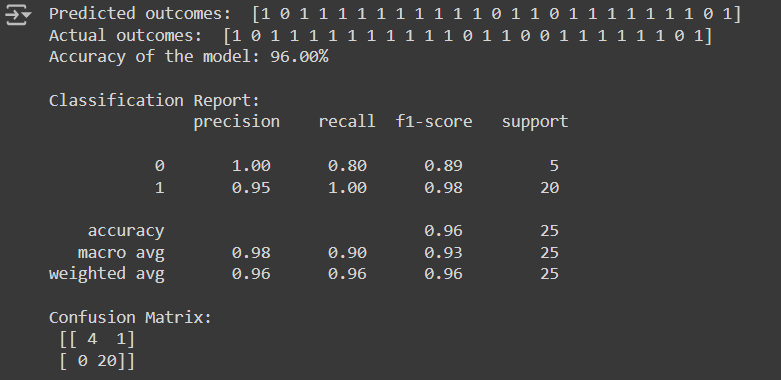 Predicted outcomes:  [1 0 1 1 1 1 1 1 1 1 1 1 0 1 1 0 1 1 1 1 1 1 1 0 1]
Actual outcomes:  [1 0 1 1 1 1 1 1 1 1 1 1 0 1 1 0 0 1 1 1 1 1 1 0 1]
Accuracy of the model: 96.00%
Classification Report:
precision    recall  f1-score   support
0       1.00      0.80      0.89         5
1       0.95      1.00      0.98        20
accuracy                           0.96        25
macro avg       0.98      0.90      0.93        25
weighted avg       0.96      0.96      0.96        25
Confusion Matrix:
[[ 4  1]
[ 0 20]]